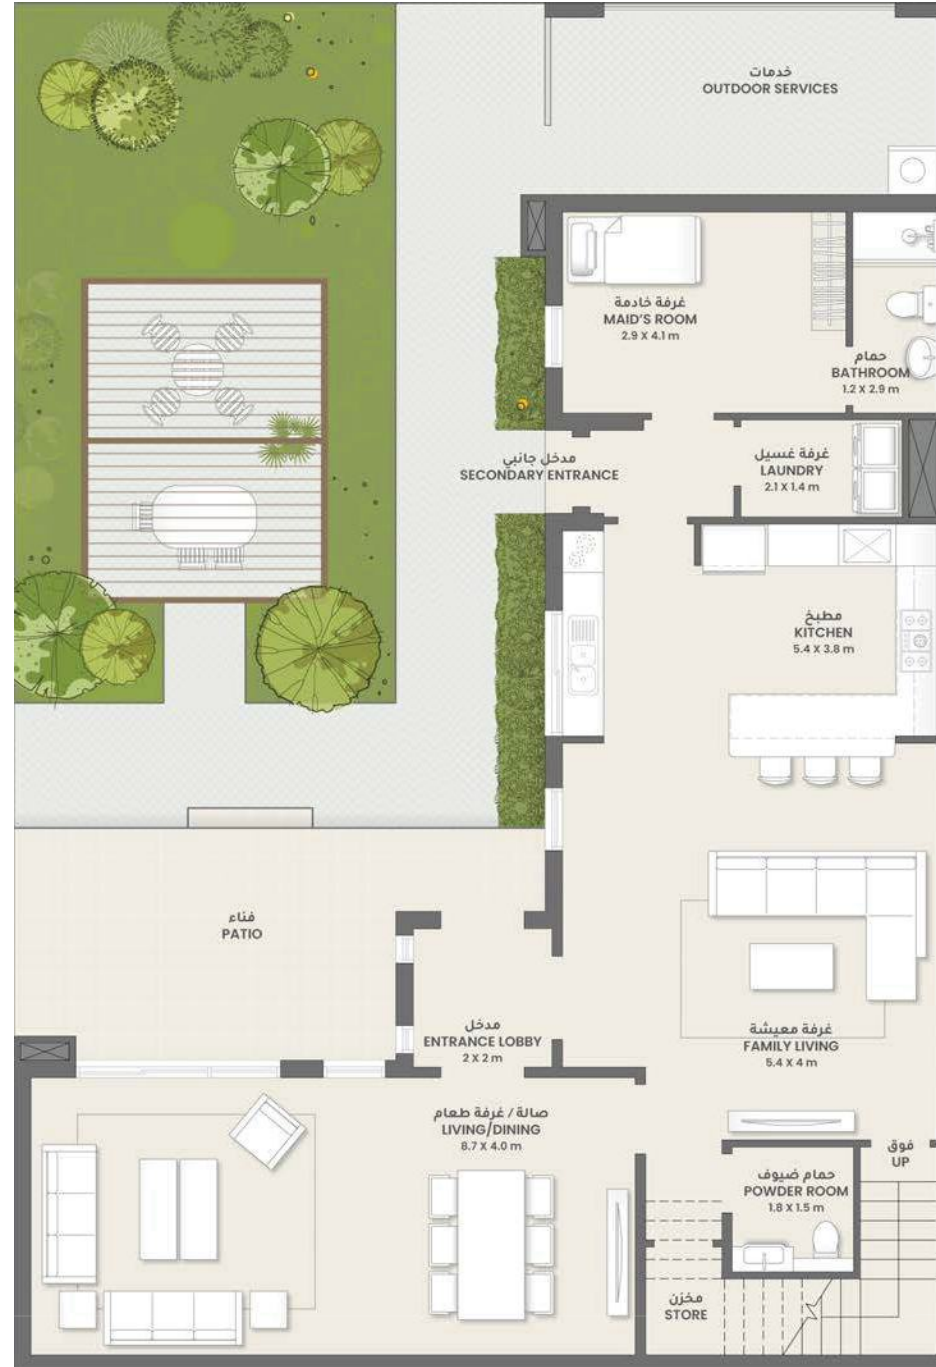 خدمات
OUTDOOR SERVICES
غرفة خادمة
MAID'S ROOM
2.9 X 4.1 m
حمام
BATHROOM
1.2 X 2.9 m
مدخل جانبي
SECONDARY ENTRANCE
غرفة غسيل
LAUNDRY
2.1 X 1.4 m
مطبخ
KITCHEN
5.4 X 3.8 m
فناء
PATIO
مدخل
ENTRANCE LOBBY
2 X 2 m
غرفة معيشة
FAMILY LIVING
5.4 X 4 m
صالة / غرفة طعام
LIVING/DINING
8.7 X 4.0 m
فوق
UP
حمام ضيوف
POWDER ROOM
1.8 X 1.5 m
مخزن
STORE